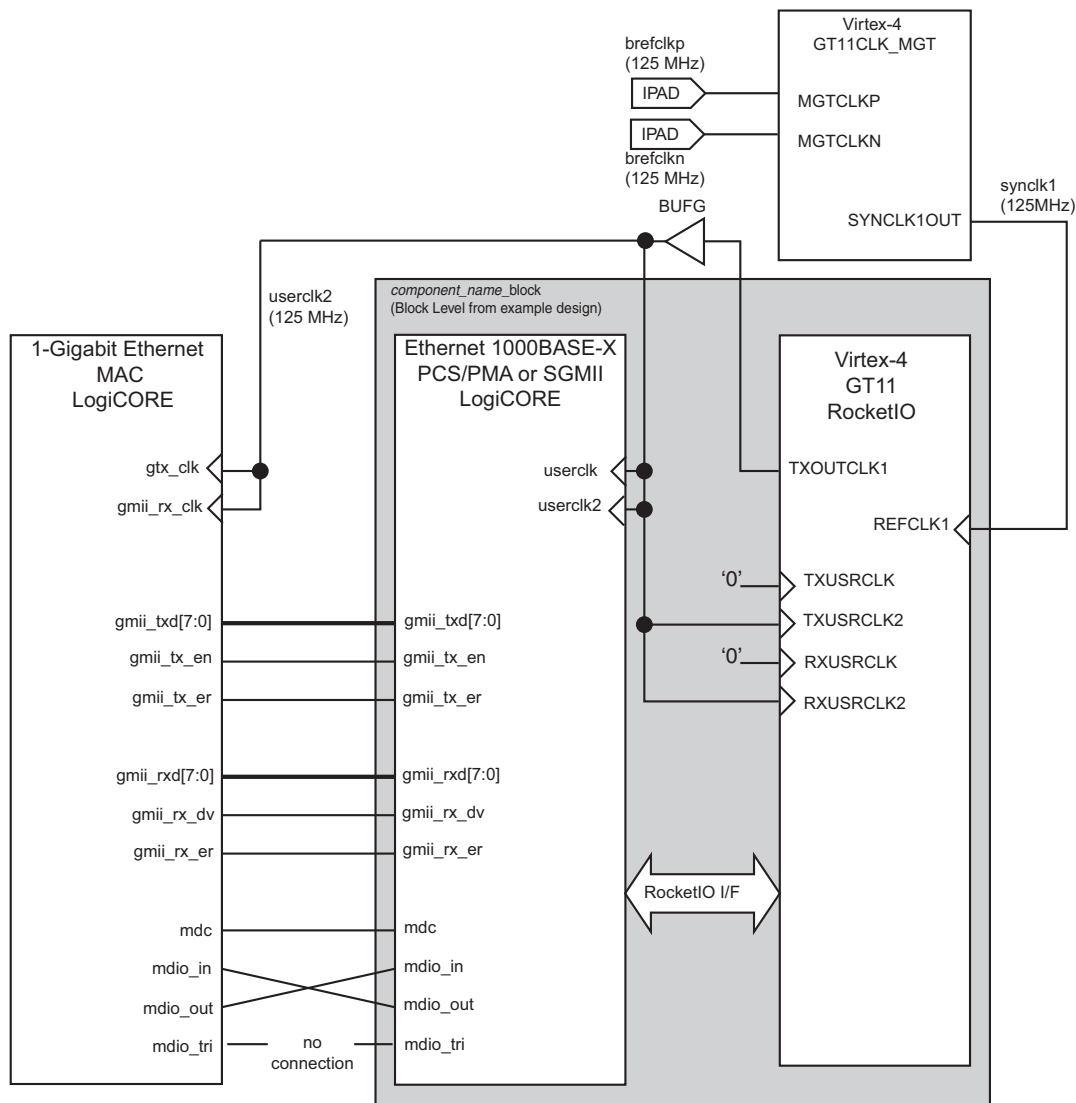 Virtex-4
GT11CLK_MGT
brefclkp
(125 MHz)
IPAD
MGTCLKP
IPAD
MGTCLKN
brefclkn
(125 MHz)
synclk1
(125MHz)
BUFG
SYNCLK1OUT
component_name_block
(Block Level from example design)
userclk2
(125 MHz)
1-Gigabit Ethernet
MAC
LogiCORE
Ethernet 1000BASE-X
PCS/PMA or SGMII
LogiCORE
Virtex-4
GT11
RocketIO
gtx_clk
userclk
TXOUTCLK1
gmii_rx_clk
userclk2
REFCLK1
‘0’
TXUSRCLK
gmii_txd[7:0]
gmii_txd[7:0]
TXUSRCLK2
gmii_tx_en
gmii_tx_en
‘0’
RXUSRCLK
gmii_tx_er
gmii_tx_er
RXUSRCLK2
gmii_rxd[7:0]
gmii_rxd[7:0]
gmii_rx_dv
gmii_rx_dv
gmii_rx_er
gmii_rx_er
RocketIO I/F
mdc
mdc
mdio_in
mdio_in
mdio_out
mdio_out
mdio_tri
no
connection
mdio_tri